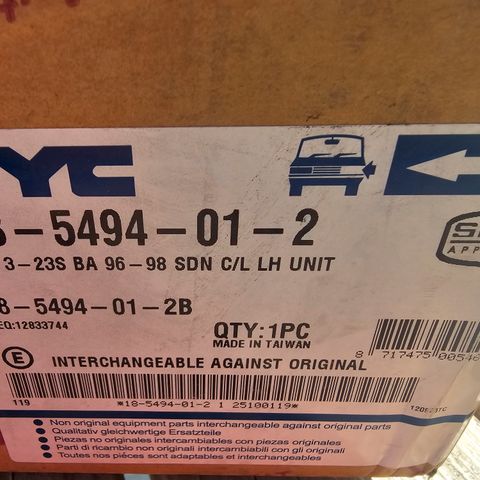 YC
-5494-01-2
3-23S BA 96-98 SDN C/L LH UNIT
8-5494-01-2B
EQ:12833744
QTY:1PC
MADE IN TAIWAN
E INTERCHANGEABLE AGAINST ORIGINAL
8 717475 00546
119 *18-5494-01-2 1 25100119*
Non original equipment parts interchangeable against original parts
Qualitativ gleichwertige Ersatzteile
Piezas no originales intercambiables con piezas originales
Parti di ricambio non originali intercambiabili con gli originali
Toutes nos pièces sont adaptables et interchangeables